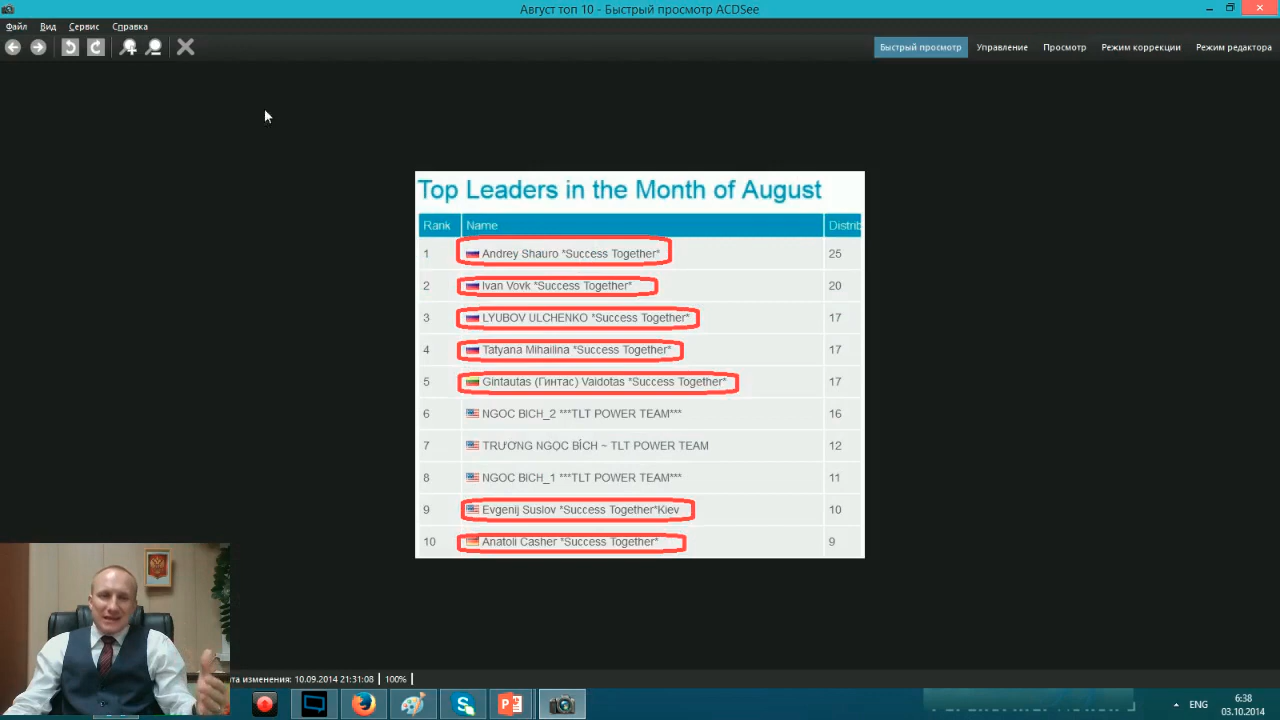 Август топ 10 - Быстрый просмотр ACDSee
Файл Вид Сервис Справка
Быстрый просмотр Управление Просмотр Режим коррекции Режим редактора
Top Leaders in the Month of August
Rank Name Distrib
1 Andrey Shauro *Success Together* 25
2 Ivan Vovk *Success Together* 20
3 LYUBOV ULCHENKO *Success Together* 17
4 Tatyana Mihailina *Success Together* 17
5 Gintautas (Гинтас) Vaidotas *Success Together* 17
6 NGOC BICH_2 ***TLT POWER TEAM*** 16
7 TRƯƠNG NGỌC BÍCH ~ TLT POWER TEAM 12
8 NGOC BICH_1 ***TLT POWER TEAM*** 11
9 Evgenij Suslov *Success Together*Kiev 10
10 Anatoli Casher *Success Together* 9
та изменения: 10.09.2014 21:31:08 100%
ENG
6:38
03.10.2014